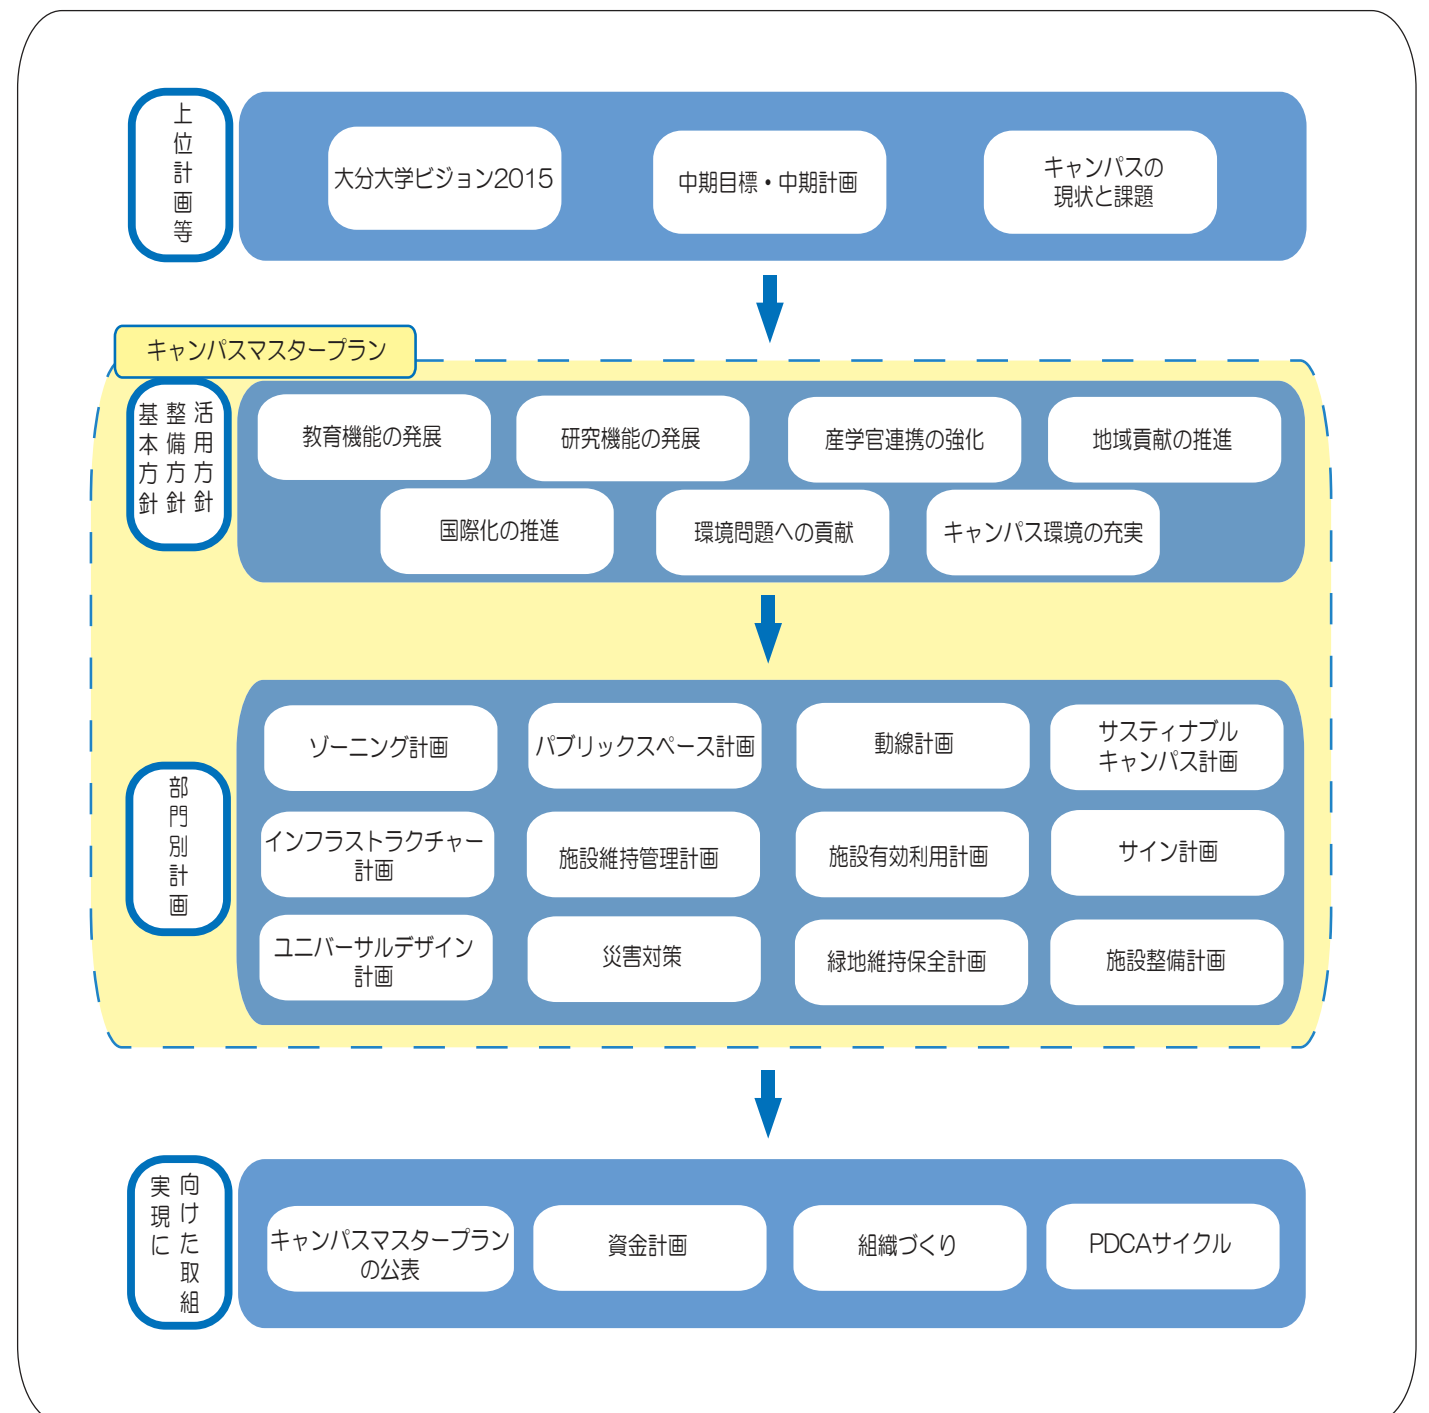 上位計画等
大分大学ビジョン2015
中期目標・中期計画
キャンパスの
現状と課題
キャンパスマスタープラン
基本方針
整備方針
活用方針
教育機能の発展
研究機能の発展
産学官連携の強化
地域貢献の推進
国際化の推進
環境問題への貢献
キャンパス環境の充実
部門別計画
ゾーニング計画
パブリックスペース計画
動線計画
サスティナブル
キャンパス計画
インフラストラクチャー
計画
施設維持管理計画
施設有効利用計画
サイン計画
ユニバーサルデザイン
計画
災害対策
緑地維持保全計画
施設整備計画
実現に
向けた取組
キャンパスマスタープラン
の公表
資金計画
組織づくり
PDCAサイクル